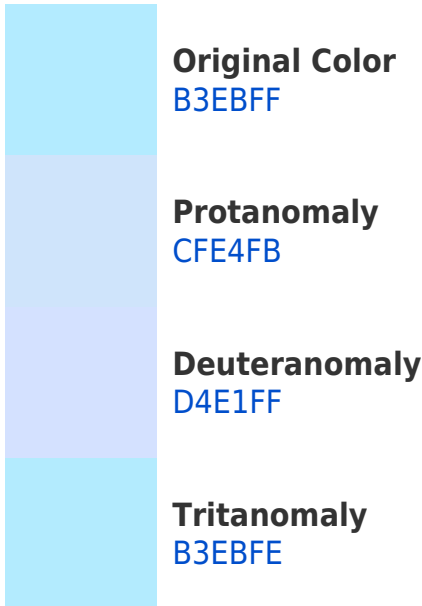 Original Color
B3EBFF
Protanomaly
CFE4FB
Deuteranomaly
D4E1FF
Tritanomaly
B3EBFE